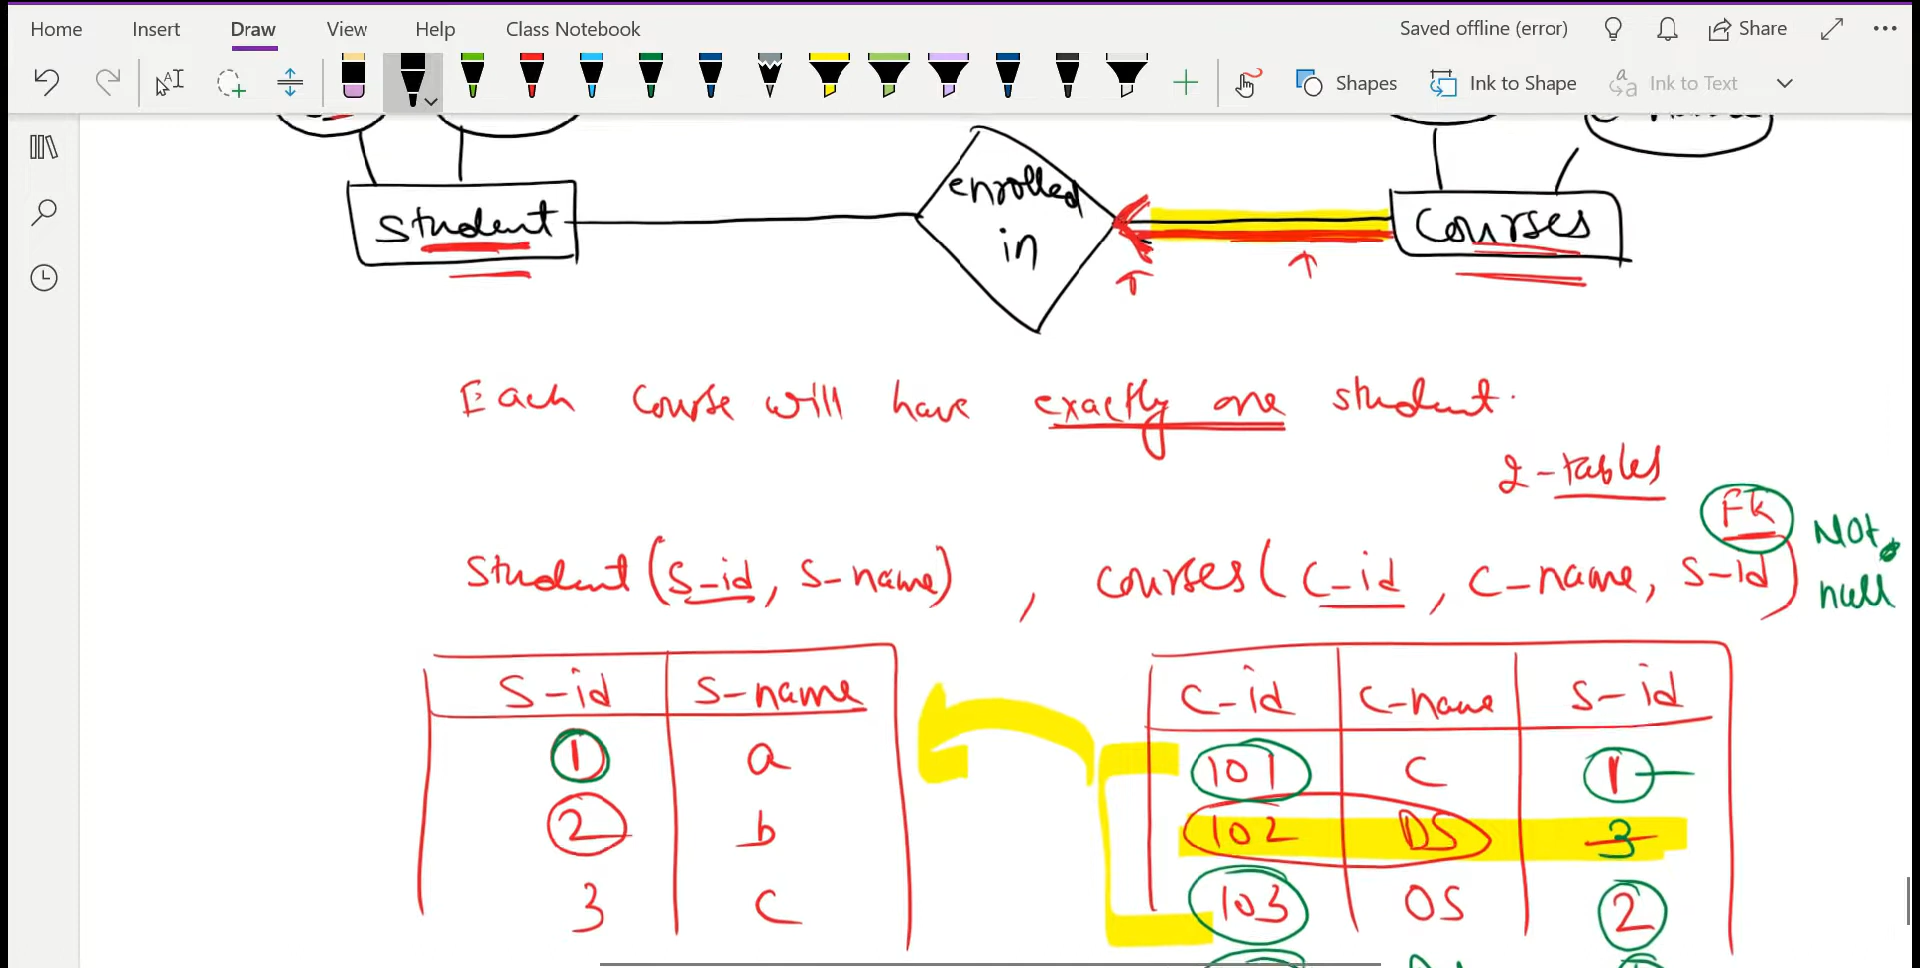 Home Insert Draw View Help Class Notebook Saved offline (error) Share
Shapes Ink to Shape Ink to Text
Student enrolled in Courses
Each Course will have exactly one student.
2-tables
FK
Not null
Student (S-id, S-name), courses (C-id, C-name, S-id)
S-id S-name C-id C-name S-id
1 a 101 C 1
2 b 102 DS 3
3 c 103 OS 2